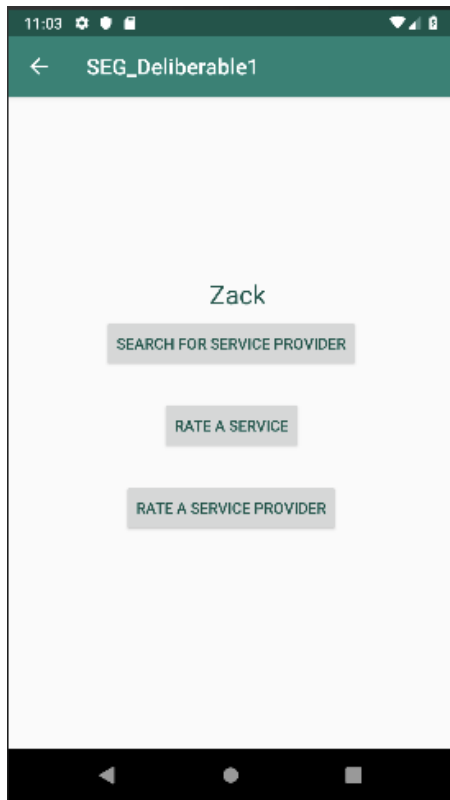 11:03
SEG_Deliberable1
Zack
SEARCH FOR SERVICE PROVIDER
RATE A SERVICE
RATE A SERVICE PROVIDER